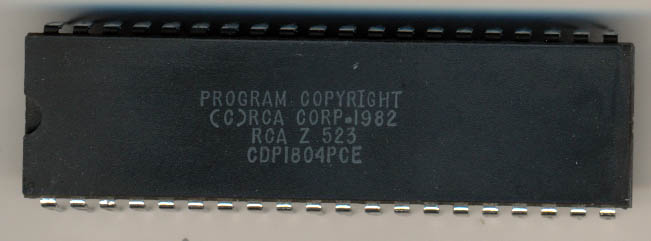 PROGRAM COPYRIGHT
(C)RCA CORP.1982
RCA Z 523
CDP1804PCE